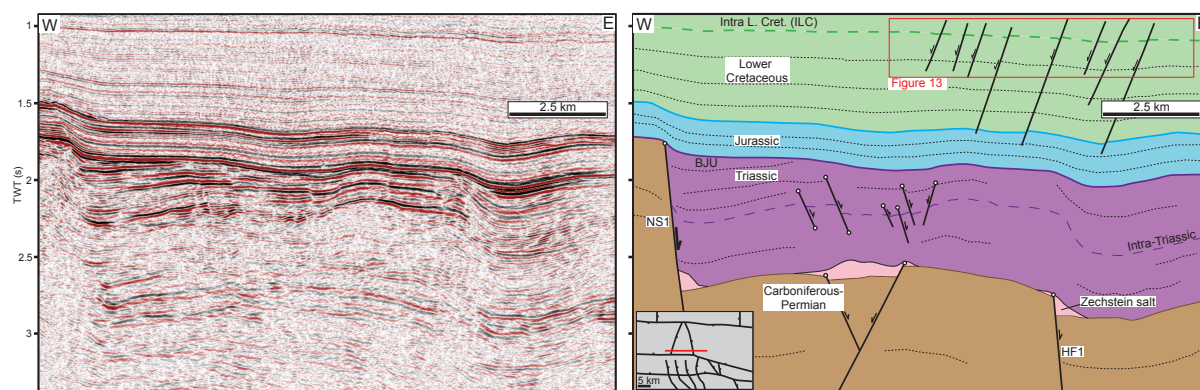 W
E
1
1.5
2
2.5
3
TWT (s)
2.5 km
W
E
Intra L. Cret. (ILC)
Lower
Cretaceous
Figure 13
2.5 km
Jurassic
BJU
Triassic
NS1
Intra-Triassic
Carboniferous-
Permian
Zechstein salt
HF1
5 km